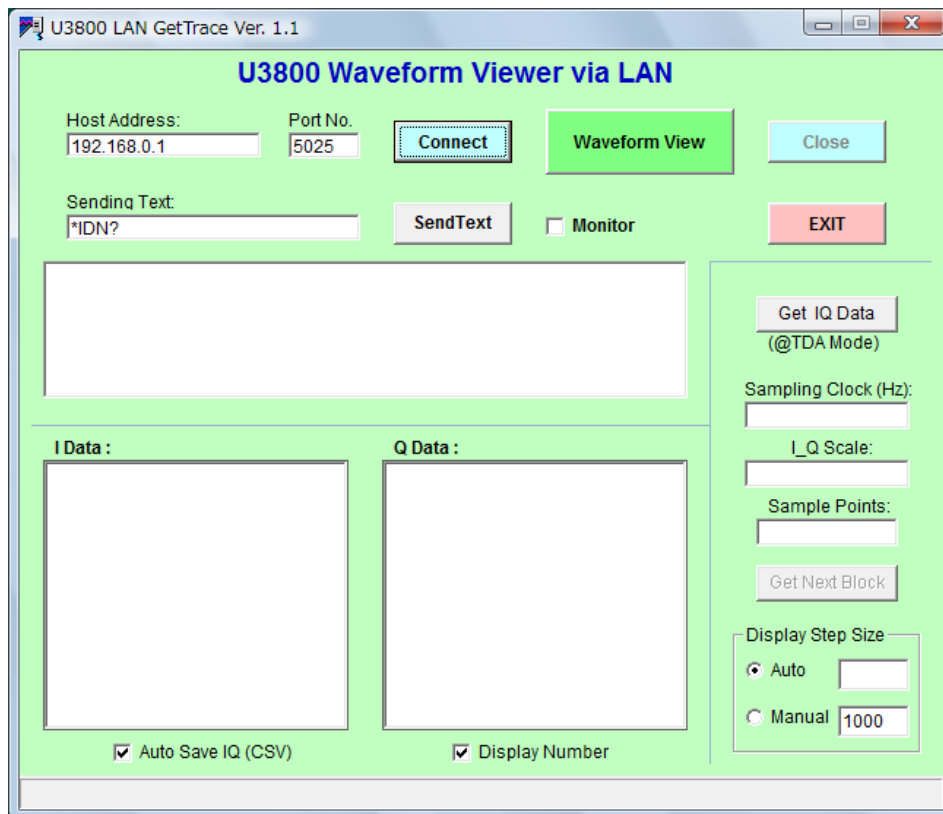 U3800 LAN GetTrace Ver. 1.1
U3800 Waveform Viewer via LAN
Host Address:
Port No.
192.168.0.1
5025
Connect
Waveform View
Close
Sending Text:
*IDN?
SendText
Monitor
EXIT
Get IQ Data
(@TDA Mode)
Sampling Clock (Hz):
I_Q Scale:
Sample Points:
Get Next Block
Display Step Size
Auto
Manual
1000
I Data :
Q Data :
Auto Save IQ (CSV)
Display Number